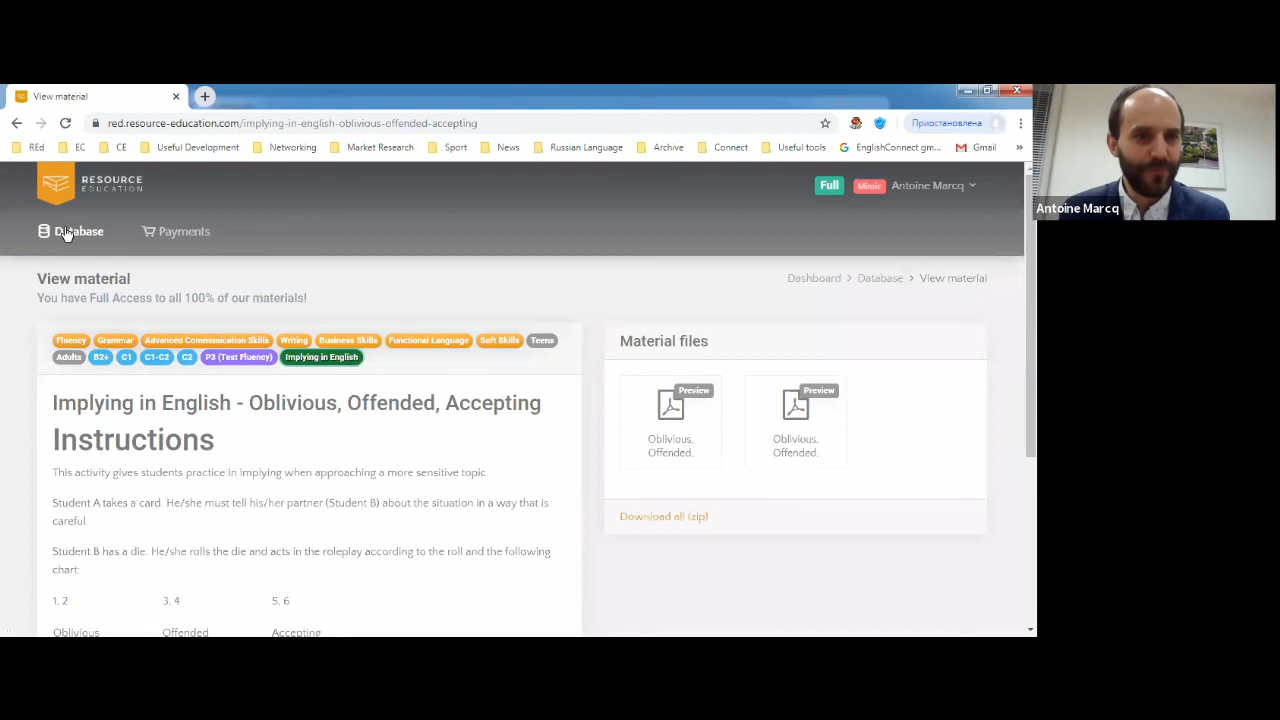 View material
red.resource-education.com/implying-in-english-oblivious-offended-accepting
Приостановлена
REd EC CE Useful Development Networking Market Research Sport News Russian Language Archive Connect Useful tools EnglishConnect gm... Gmail »
RESOURCE
EDUCATION
Full Mimic Antoine Marcq
Antoine Marcq
Database Payments
View material
Dashboard > Database > View material
You have Full Access to all 100% of our materials!
Fluency Grammar Advanced Communication Skills Writing Business Skills Functional Language Soft Skills Teens
Adults B2+ C1 C1-C2 C2 P3 (Test Fluency) Implying in English
Implying in English - Oblivious, Offended, Accepting
Instructions
This activity gives students practice in implying when approaching a more sensitive topic.
Student A takes a card. He/she must tell his/her partner (Student B) about the situation in a way that is
careful.
Student B has a die. He/she rolls the die and acts in the roleplay according to the roll and the following
chart:
1, 2 3, 4 5, 6
Oblivious Offended Accepting
Material files
Preview Preview
Oblivious, Oblivious,
Offended, Offended,
Download all (zip)